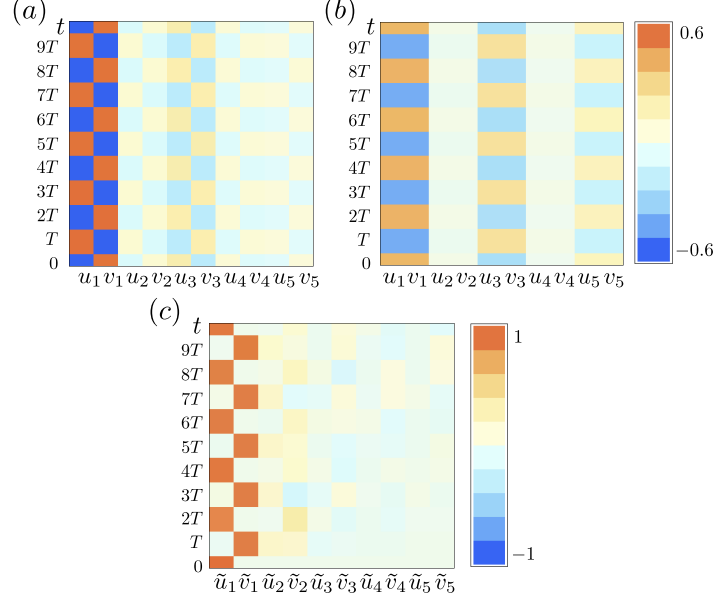 (a)
t
9T
8T
7T
6T
5T
4T
3T
2T
T
0
u₁ v₁ u₂ v₂ u₃ v₃ u₄ v₄ u₅ v₅
(b)
t
9T
8T
7T
6T
5T
4T
3T
2T
T
0
u₁ v₁ u₂ v₂ u₃ v₃ u₄ v₄ u₅ v₅
0.6
−0.6
(c)
t
9T
8T
7T
6T
5T
4T
3T
2T
T
0
ũ₁ ṽ₁ ũ₂ ṽ₂ ũ₃ ṽ₃ ũ₄ ṽ₄ ũ₅ ṽ₅
1
−1